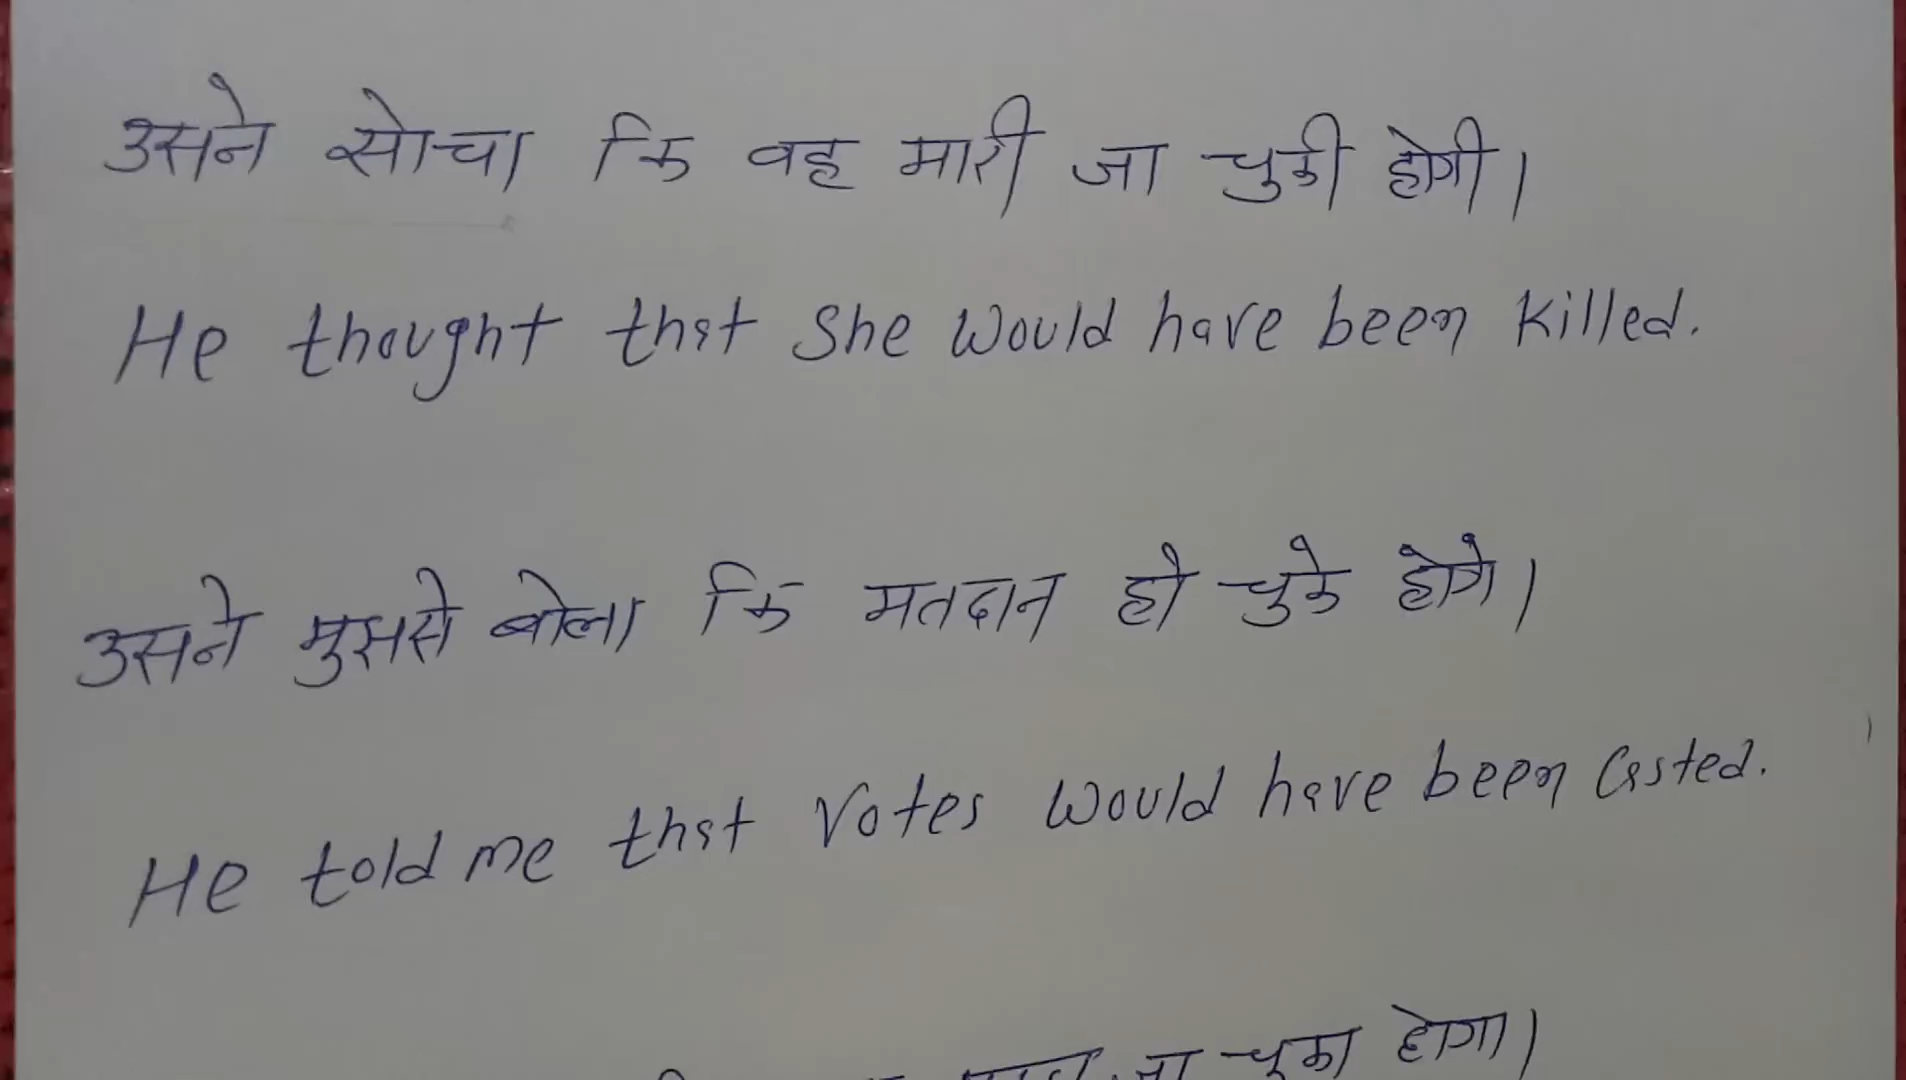 उसने सोचा कि वह मारी जा चुकी होगी।
He thought that She would have been killed.
उसने मुझसे बोला कि मतदान हो चुके होगे।
He told me that Votes would have been Casted.
जा चुका होगा।